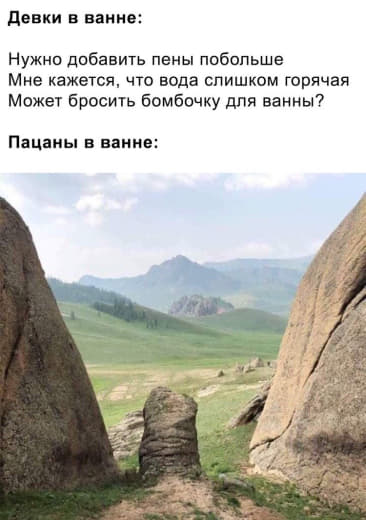 Девки в ванне:
Нужно добавить пены побольше
Мне кажется, что вода слишком горячая
Может бросить бомбочку для ванны?
Пацаны в ванне: